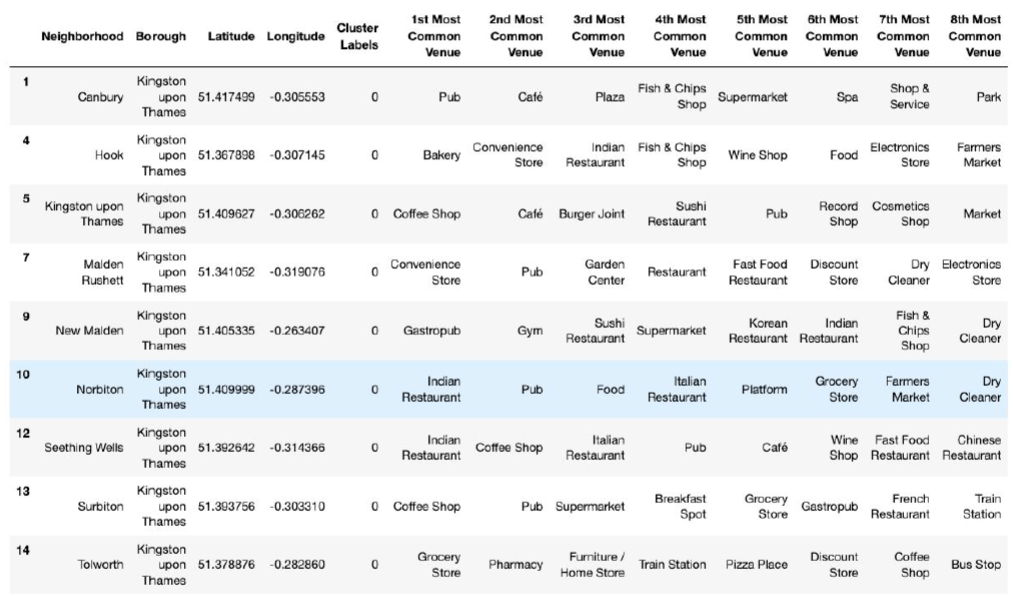 Neighborhood Borough Latitude Longitude Cluster Labels 1st Most Common Venue 2nd Most Common Venue 3rd Most Common Venue 4th Most Common Venue 5th Most Common Venue 6th Most Common Venue 7th Most Common Venue 8th Most Common Venue
1 Canbury Kingston upon Thames 51.417499 -0.305553 0 Pub Café Plaza Fish & Chips Shop Supermarket Spa Shop & Service Park
4 Hook Kingston upon Thames 51.367898 -0.307145 0 Bakery Convenience Store Indian Restaurant Fish & Chips Shop Wine Shop Food Electronics Store Farmers Market
5 Kingston upon Thames Kingston upon Thames 51.409627 -0.306262 0 Coffee Shop Café Burger Joint Sushi Restaurant Pub Record Shop Cosmetics Shop Market
7 Malden Rushett Kingston upon Thames 51.341052 -0.319076 0 Convenience Store Pub Garden Center Restaurant Fast Food Restaurant Discount Store Dry Cleaner Electronics Store
9 New Malden Kingston upon Thames 51.405335 -0.263407 0 Gastropub Gym Sushi Restaurant Supermarket Korean Restaurant Indian Restaurant Fish & Chips Shop Dry Cleaner
10 Norbiton Kingston upon Thames 51.409999 -0.287396 0 Indian Restaurant Pub Food Italian Restaurant Platform Grocery Store Farmers Market Dry Cleaner
12 Seething Wells Kingston upon Thames 51.392642 -0.314366 0 Indian Restaurant Coffee Shop Italian Restaurant Pub Café Wine Shop Fast Food Restaurant Chinese Restaurant
13 Surbiton Kingston upon Thames 51.393756 -0.303310 0 Coffee Shop Pub Supermarket Breakfast Spot Grocery Store Gastropub French Restaurant Train Station
14 Tolworth Kingston upon Thames 51.378876 -0.282860 0 Grocery Store Pharmacy Furniture / Home Store Train Station Pizza Place Discount Store Coffee Shop Bus Stop